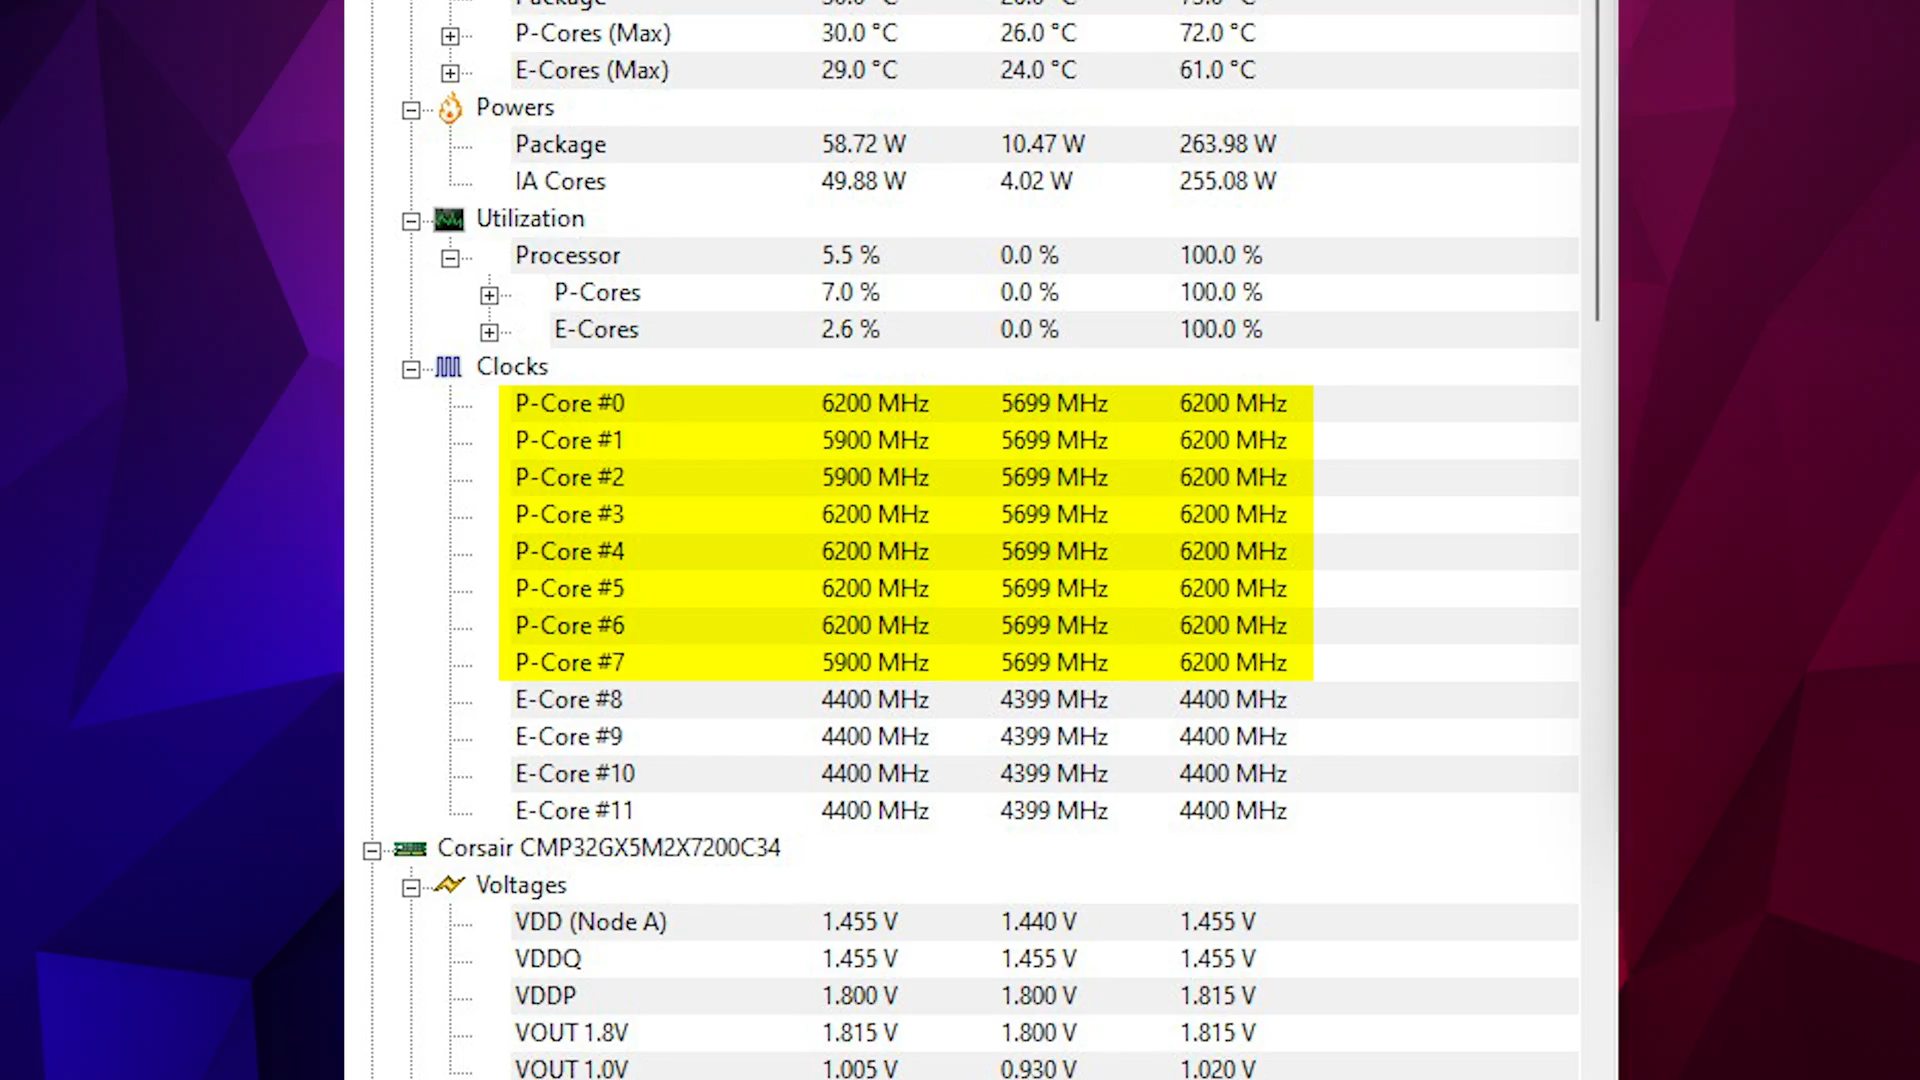 Package 30.0 °C 26.0 °C 73.0 °C
P-Cores (Max) 30.0 °C 26.0 °C 72.0 °C
E-Cores (Max) 29.0 °C 24.0 °C 61.0 °C
Powers
Package 58.72 W 10.47 W 263.98 W
IA Cores 49.88 W 4.02 W 255.08 W
Utilization
Processor 5.5 % 0.0 % 100.0 %
P-Cores 7.0 % 0.0 % 100.0 %
E-Cores 2.6 % 0.0 % 100.0 %
Clocks
P-Core #0 6200 MHz 5699 MHz 6200 MHz
P-Core #1 5900 MHz 5699 MHz 6200 MHz
P-Core #2 5900 MHz 5699 MHz 6200 MHz
P-Core #3 6200 MHz 5699 MHz 6200 MHz
P-Core #4 6200 MHz 5699 MHz 6200 MHz
P-Core #5 6200 MHz 5699 MHz 6200 MHz
P-Core #6 6200 MHz 5699 MHz 6200 MHz
P-Core #7 5900 MHz 5699 MHz 6200 MHz
E-Core #8 4400 MHz 4399 MHz 4400 MHz
E-Core #9 4400 MHz 4399 MHz 4400 MHz
E-Core #10 4400 MHz 4399 MHz 4400 MHz
E-Core #11 4400 MHz 4399 MHz 4400 MHz
Corsair CMP32GX5M2X7200C34
Voltages
VDD (Node A) 1.455 V 1.440 V 1.455 V
VDDQ 1.455 V 1.455 V 1.455 V
VDDP 1.800 V 1.800 V 1.815 V
VOUT 1.8V 1.815 V 1.800 V 1.815 V
VOUT 1.0V 1.005 V 0.930 V 1.020 V